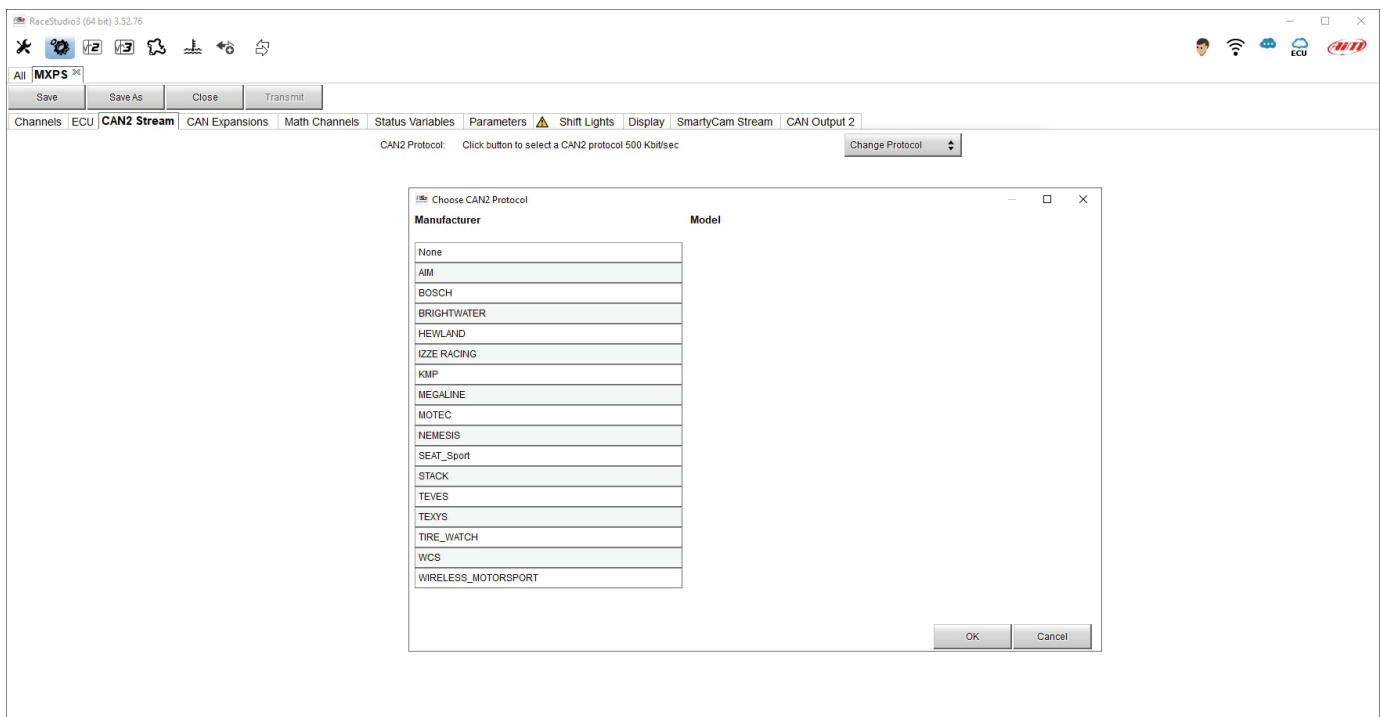 RaceStudio3 (64 bit) 3.52.76
ECU
All MXPS
Save Save As Close Transmit
Channels ECU CAN2 Stream CAN Expansions Math Channels Status Variables Parameters Shift Lights Display SmartyCam Stream CAN Output 2
CAN2 Protocol: Click button to select a CAN2 protocol 500 Kbit/sec Change Protocol
Choose CAN2 Protocol
Manufacturer Model
None
AIM
BOSCH
BRIGHTWATER
HEWLAND
IZZE RACING
KMP
MEGALINE
MOTEC
NEMESIS
SEAT_Sport
STACK
TEVES
TEXYS
TIRE_WATCH
WCS
WIRELESS_MOTORSPORT
OK Cancel